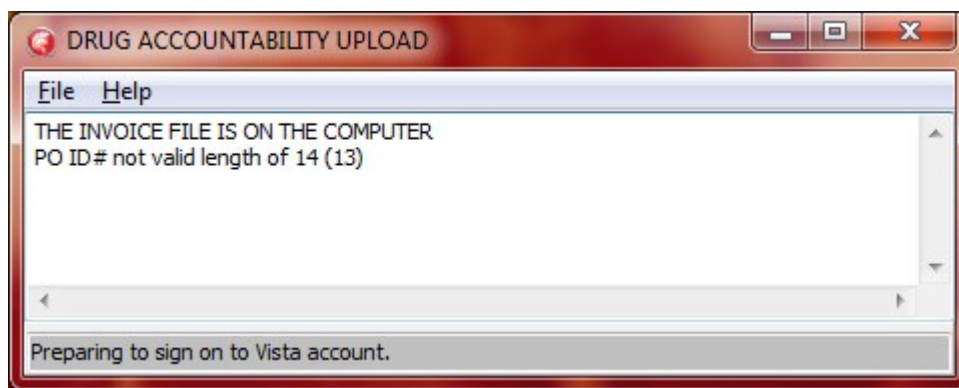 DRUG ACCOUNTABILITY UPLOAD
File Help
THE INVOICE FILE IS ON THE COMPUTER
PO ID# not valid length of 14 (13)
Preparing to sign on to Vista account.